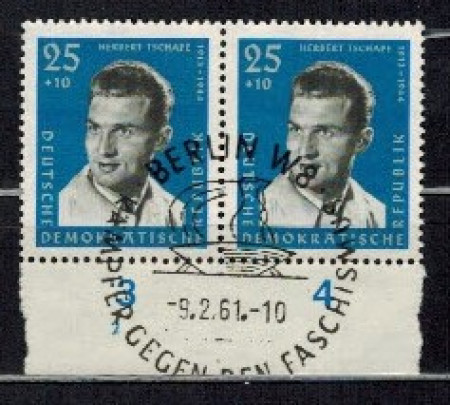 HERBERT TSCHÄPE
25
+10
1913-1944
DEUTSCHE
DEMOKRATISCHE
REPUBLIK
HERBERT TSCHÄPE
25
+10
1913-1944
DEUTSCHE
DEMOKRATISCHE
REPUBLIK
BERLIN W8
KÄMPFER GEGEN DEN FASCHISMUS
-9.2.61.-10
3
4